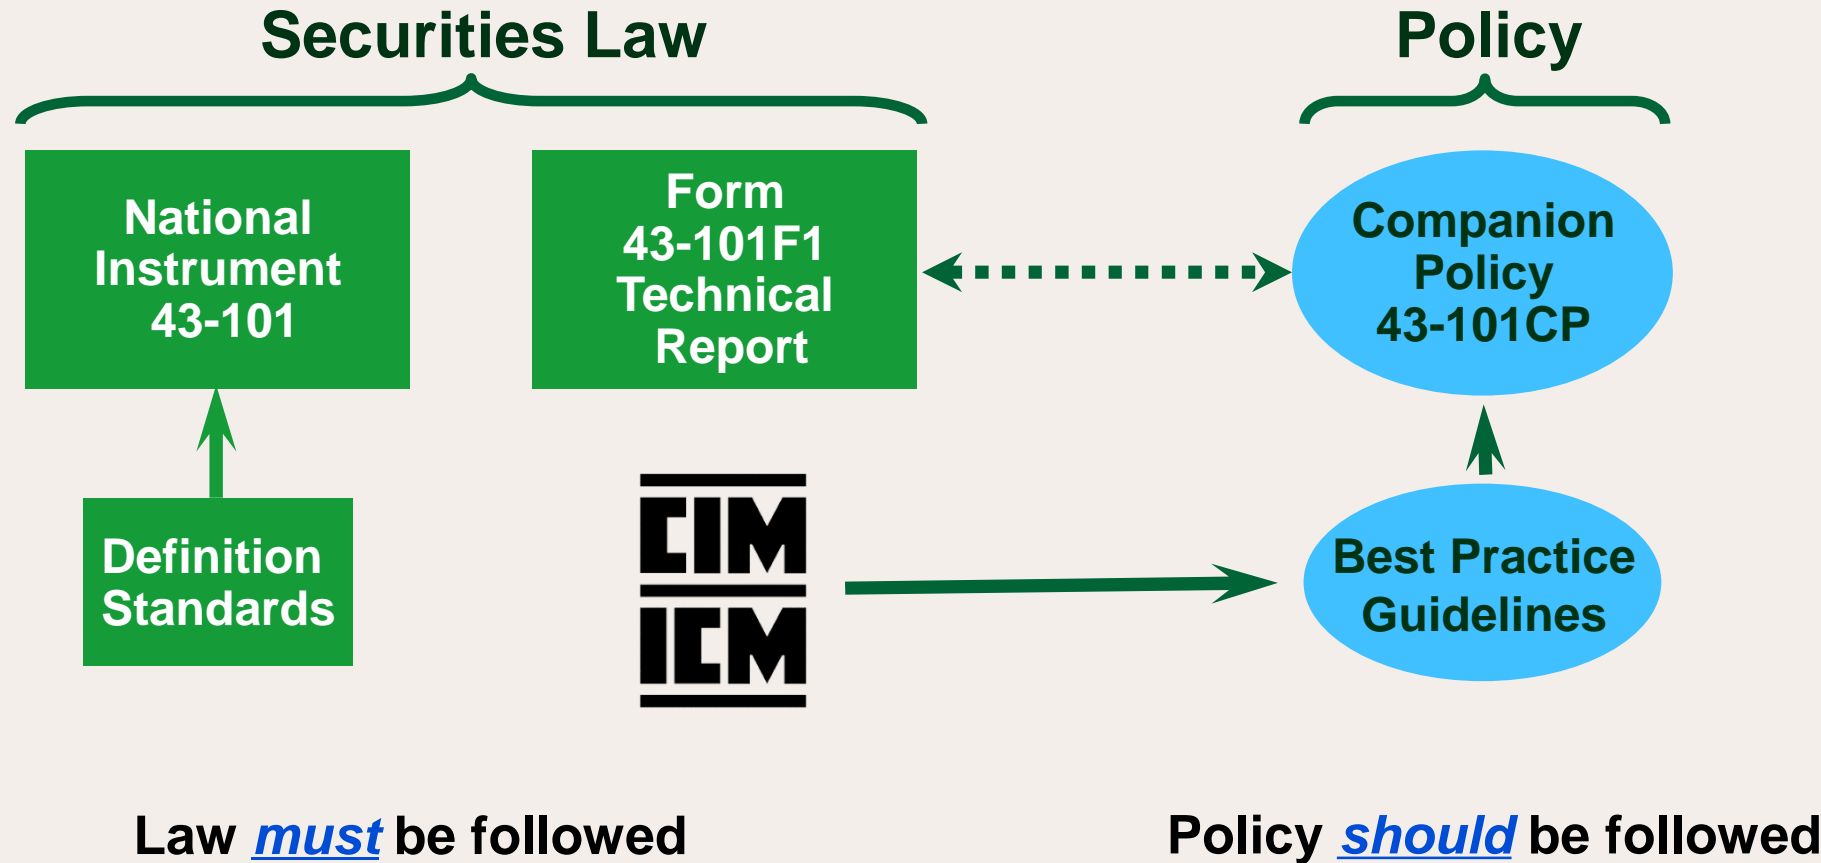 Securities Law
Policy
National
Instrument
43-101
Form
43-101F1
Technical
Report
Companion
Policy
43-101CP
Definition
Standards
CIM
ICM
Best Practice
Guidelines
Law must be followed
Policy should be followed